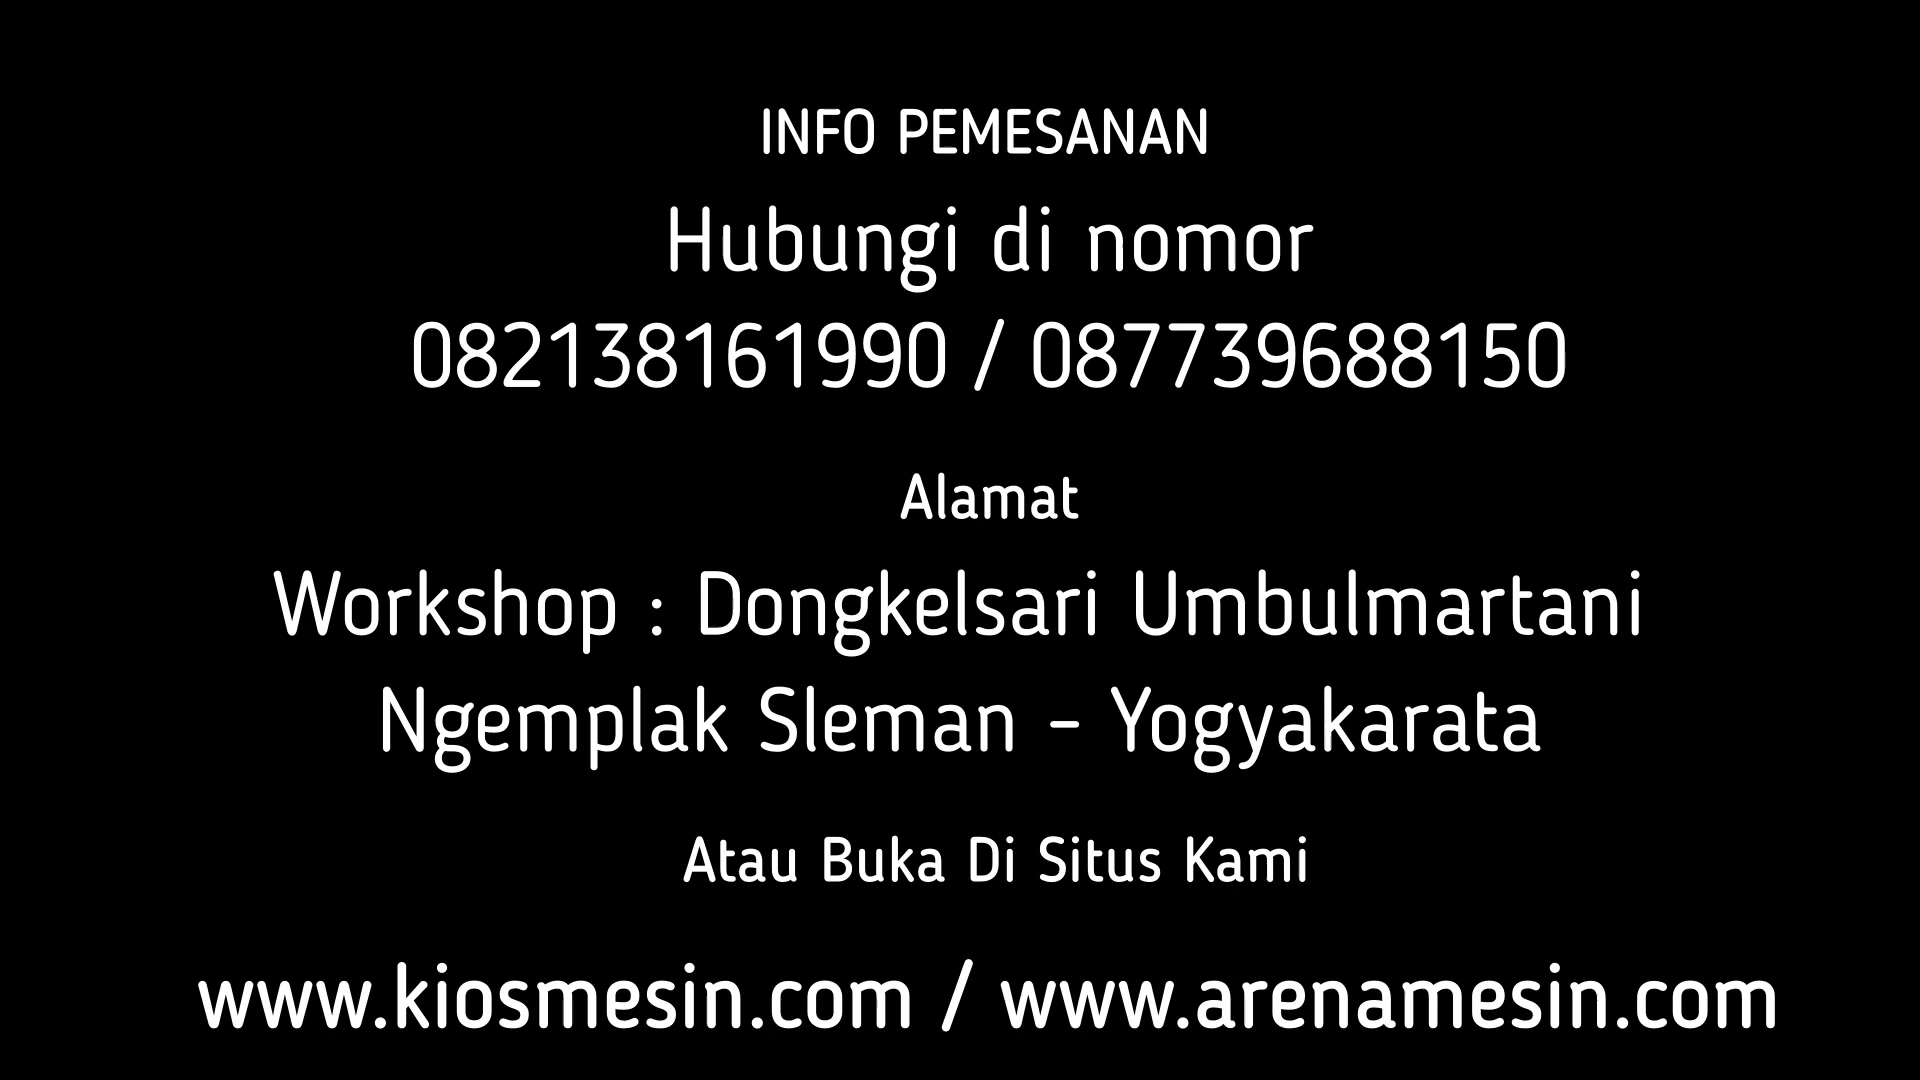 INFO PEMESANAN
Hubungi di nomor
082138161990 / 087739688150
Alamat
Workshop : Dongkelsari Umbulmartani
Ngemplak Sleman - Yogyakarata
Atau Buka Di Situs Kami
www.kiosmesin.com / www.arenamesin.com